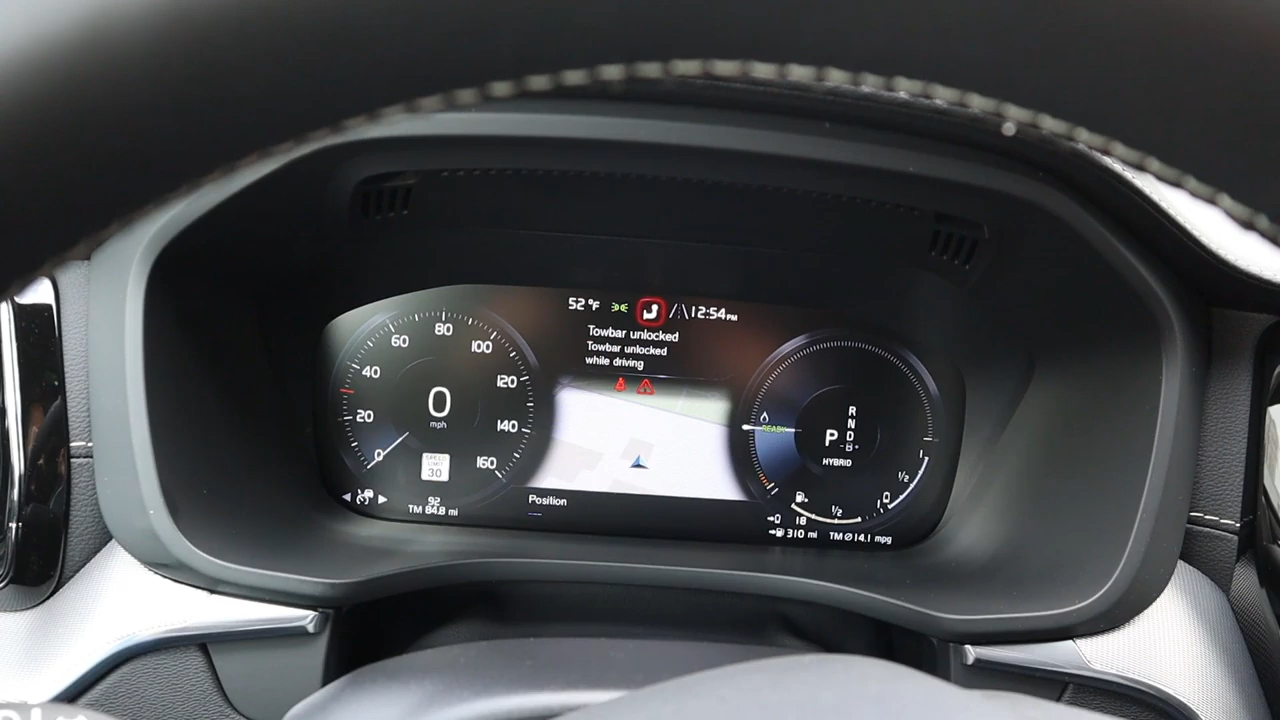 52 °F
12:54 PM
Towbar unlocked
Towbar unlocked
while driving
0
20
40
60
80
100
120
140
160
0
mph
SPEED
LIMIT
30
92
TM 84.8 mi
Position
READY
R
N
D
B
P
HYBRID
1
1/2
1/2
18
310 mi
TM Ø 14.1 mpg